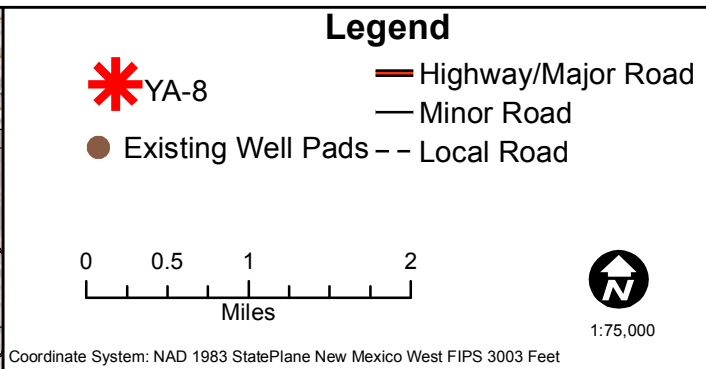 Legend
YA-8
Highway/Major Road
Minor Road
Existing Well Pads
Local Road
0 0.5 1 2
Miles
N
1:75,000
Coordinate System: NAD 1983 StatePlane New Mexico West FIPS 3003 Feet